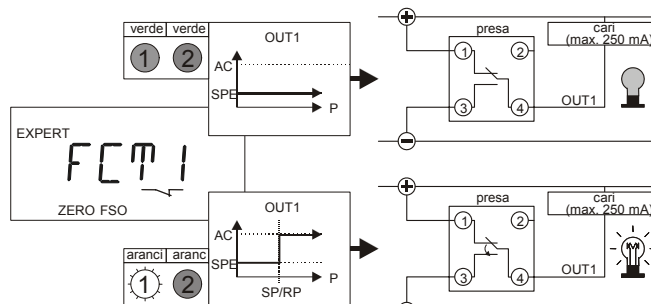 verde verde
1 2
OUT1
AC
SPE
P
presa
1 2
3 4
OUT1
cari
(max. 250 mA)
EXPERT
FCT1
ZERO FSO
aranci aranc
1 2
OUT1
AC
SPE
P
SP/RP
presa
1 2
3 4
OUT1
cari
(max. 250 mA)